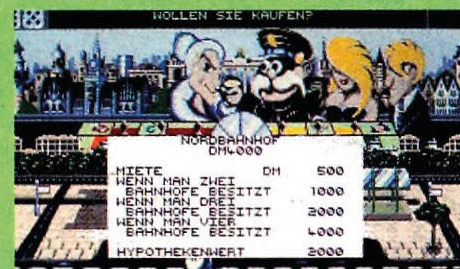 WOLLEN SIE KAUFEN?
NORDBAHNHOF
DM4000
MIETE DM 500
WENN MAN ZWEI
BAHNHOFE BESITZT 1000
WENN MAN DREI
BAHNHOFE BESITZT 2000
WENN MAN VIER
BAHNHOFE BESITZT 4000
HYPOTHEKENWERT 2000